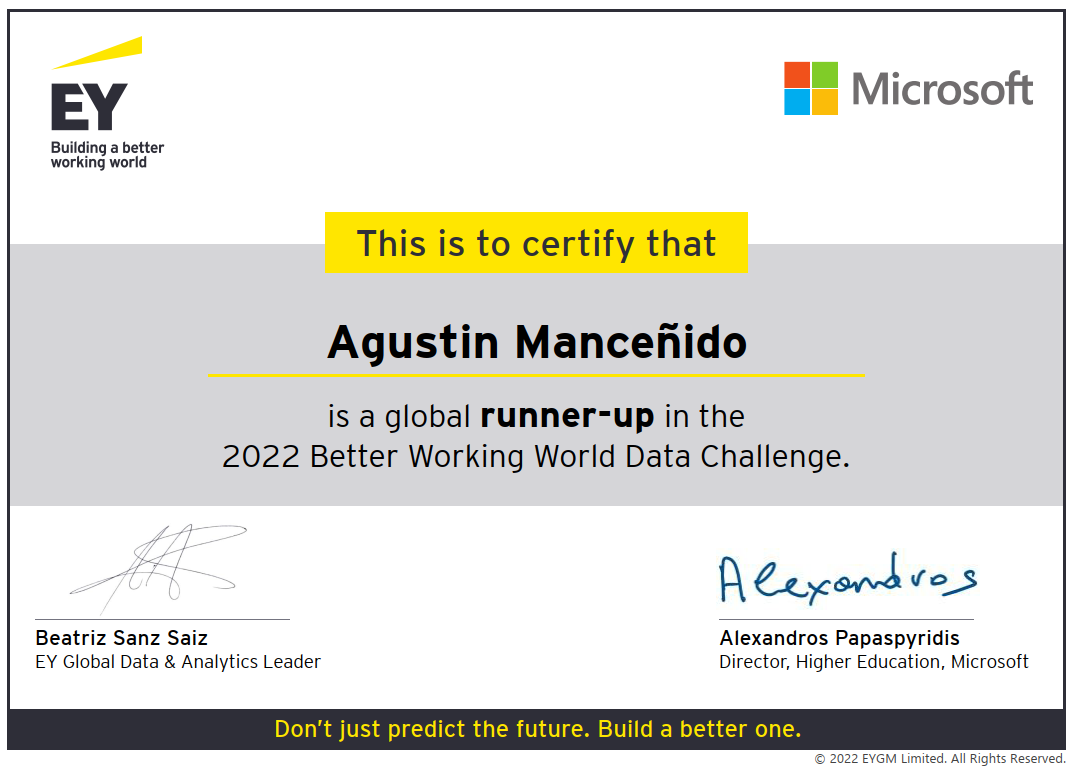 EY
Building a better
working world
Microsoft
This is to certify that
Agustin Manceñido
is a global runner-up in the
2022 Better Working World Data Challenge.
Alexandros
Beatriz Sanz Saiz
EY Global Data & Analytics Leader
Alexandros Papaspyridis
Director, Higher Education, Microsoft
Don’t just predict the future. Build a better one.
© 2022 EYGM Limited. All Rights Reserved.